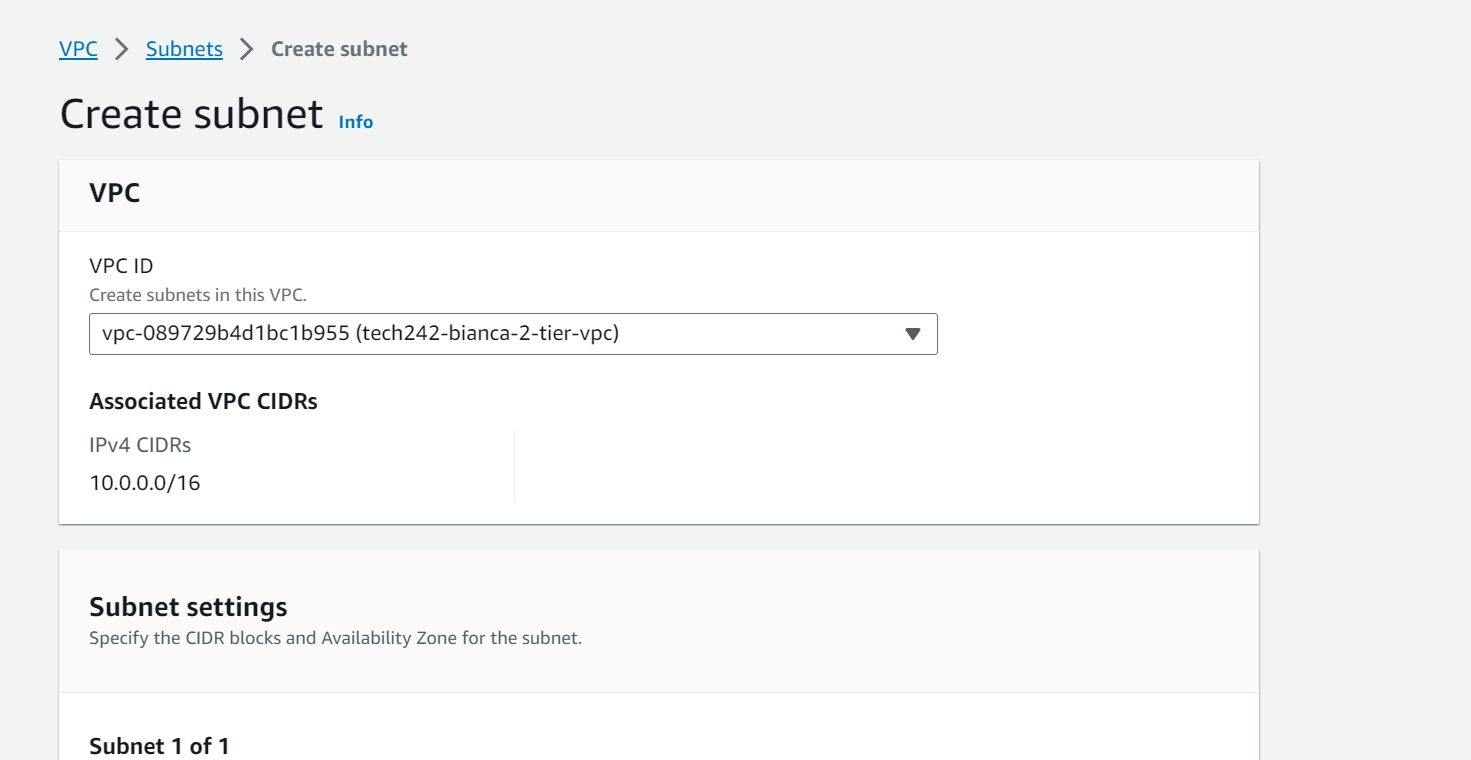 VPC > Subnets > Create subnet
Create subnet Info
VPC
VPC ID
Create subnets in this VPC.
vpc-089729b4d1bc1b955 (tech242-bianca-2-tier-vpc)
Associated VPC CIDRs
IPv4 CIDRs
10.0.0.0/16
Subnet settings
Specify the CIDR blocks and Availability Zone for the subnet.
Subnet 1 of 1